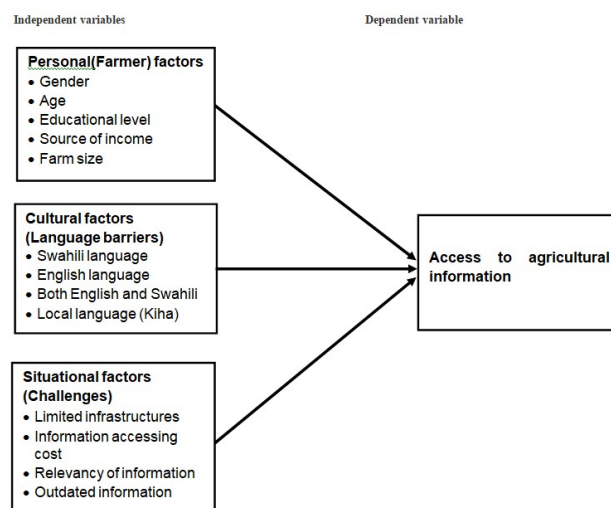 Independent variables
Dependent variable
Personal(Farmer) factors
• Gender
• Age
• Educational level
• Source of income
• Farm size
Cultural factors
(Language barriers)
• Swahili language
• English language
• Both English and Swahili
• Local language (Kiha)
Access to agricultural
information
Situational factors
(Challenges)
• Limited infrastructures
• Information accessing
cost
• Relevancy of information
• Outdated information